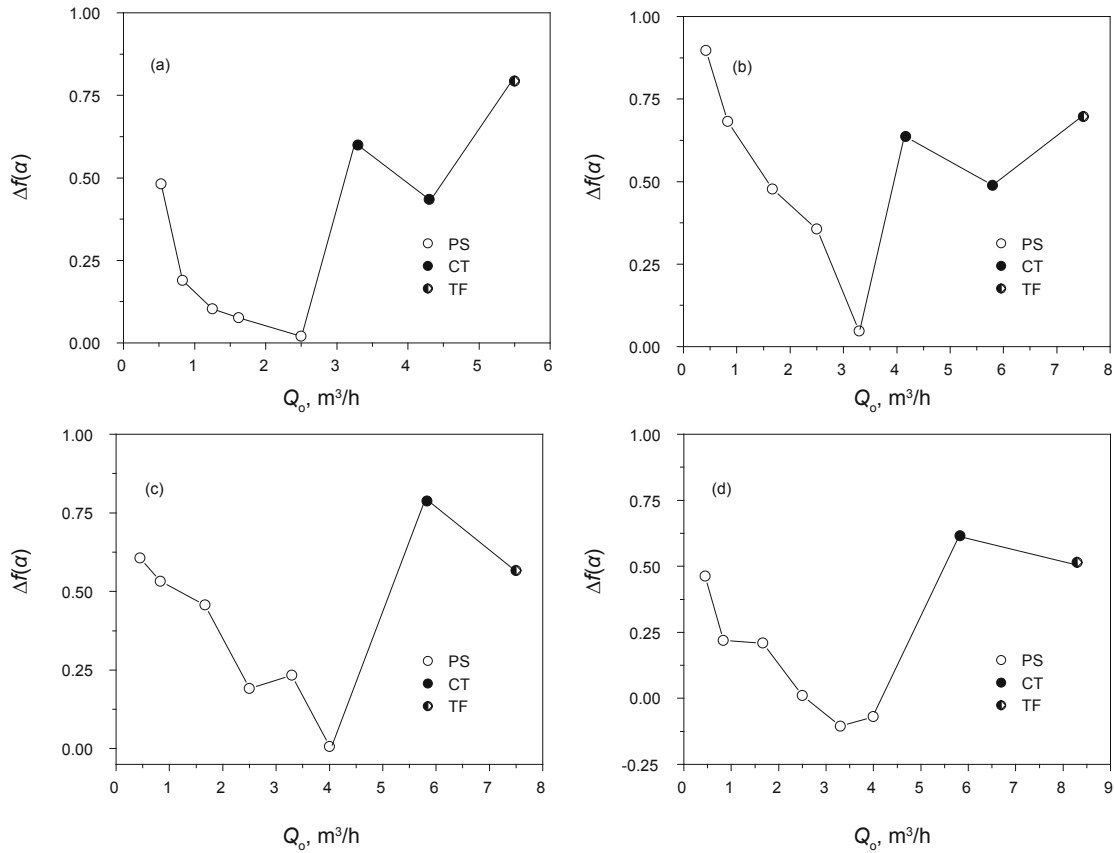 1.00
0.75
0.50
0.25
0.00
Δf(α)
(a)
PS
CT
TF
0 1 2 3 4 5 6
Qo, m³/h
1.00
0.75
0.50
0.25
0.00
Δf(α)
(b)
PS
CT
TF
0 1 2 3 4 5 6 7 8
Qo, m³/h
1.00
0.75
0.50
0.25
0.00
Δf(α)
(c)
PS
CT
TF
0 1 2 3 4 5 6 7 8
Qo, m³/h
1.00
0.75
0.50
0.25
0.00
-0.25
Δf(α)
(d)
PS
CT
TF
0 1 2 3 4 5 6 7 8 9
Qo, m³/h